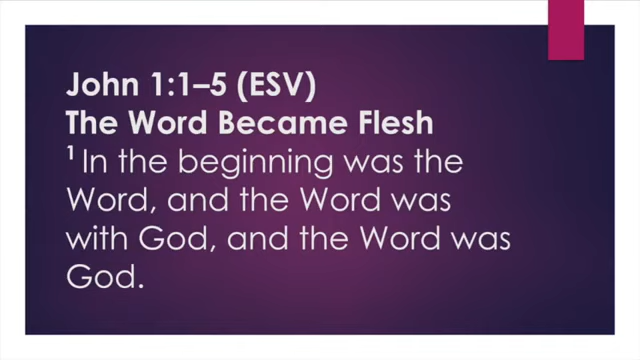 John 1:1–5 (ESV)
The Word Became Flesh
¹ In the beginning was the
Word, and the Word was
with God, and the Word was
God.